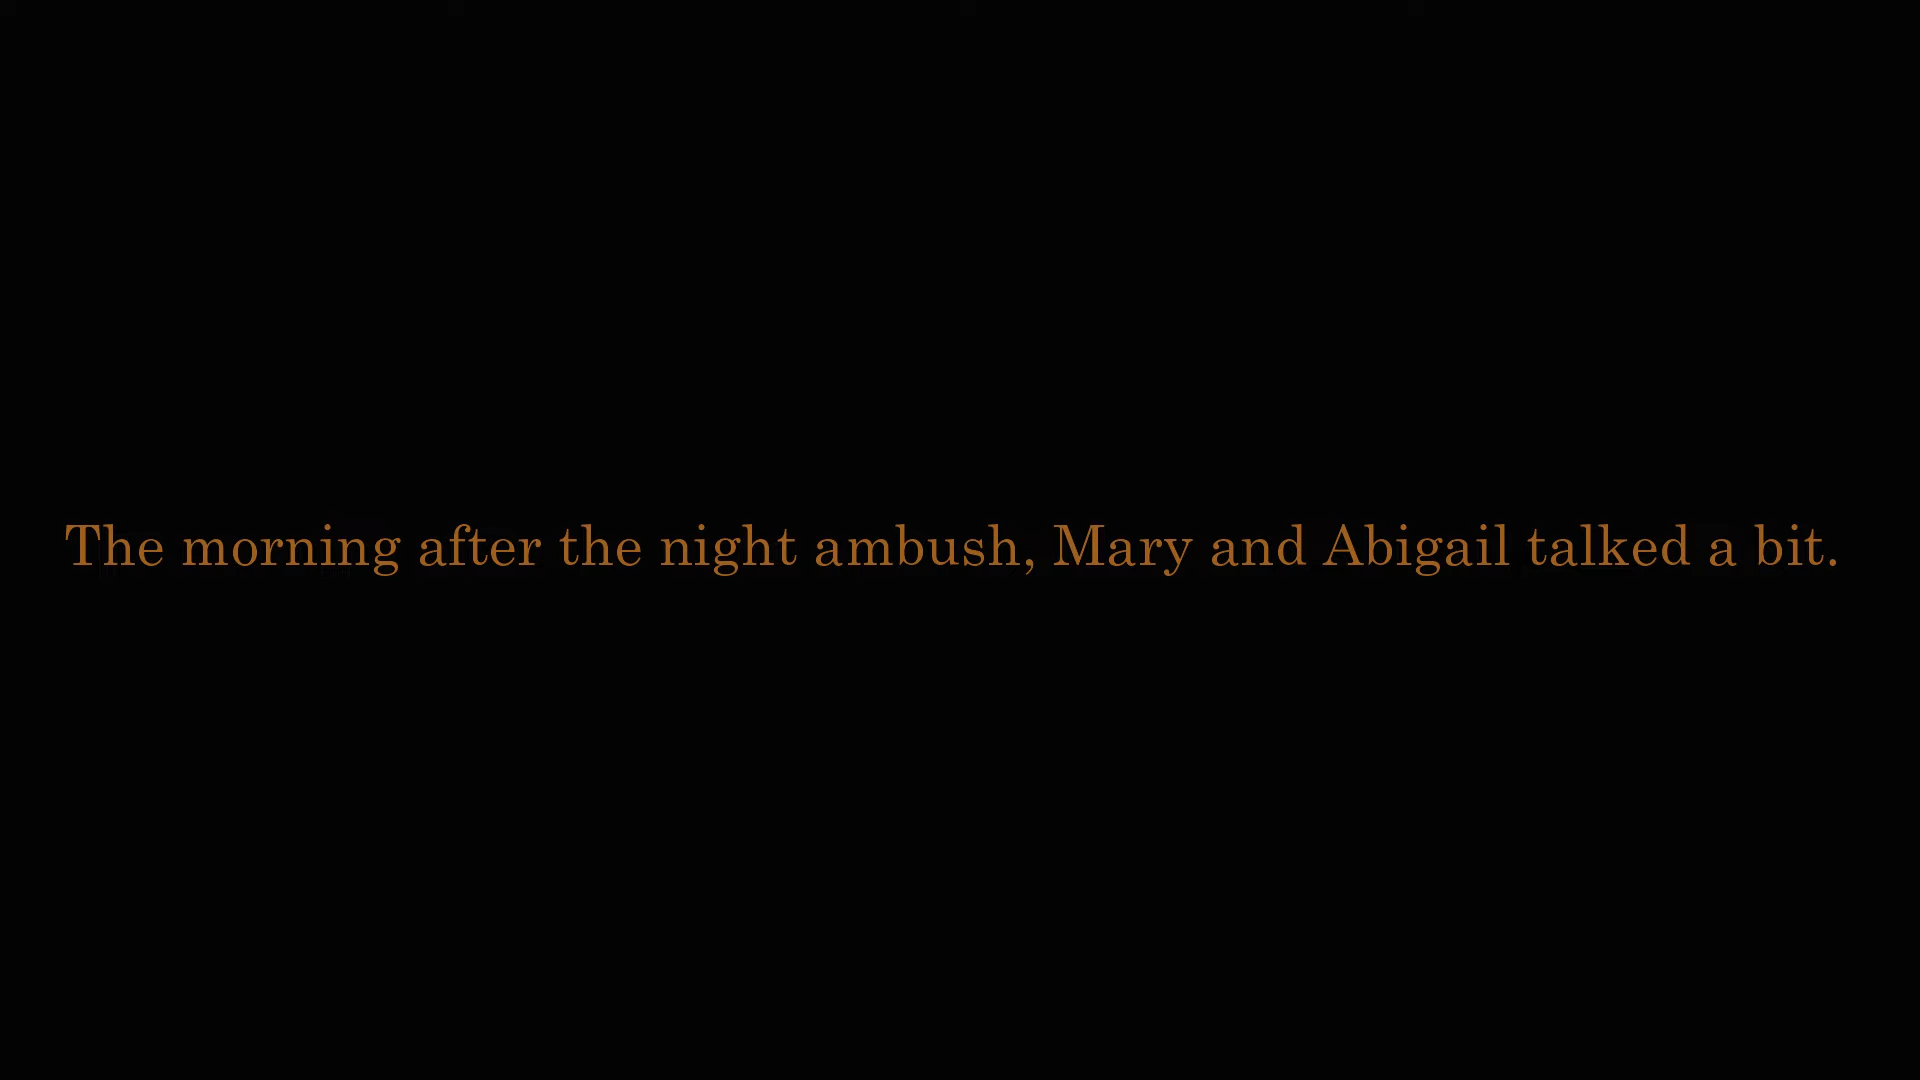 The morning after the night ambush, Mary and Abigail talked a bit.